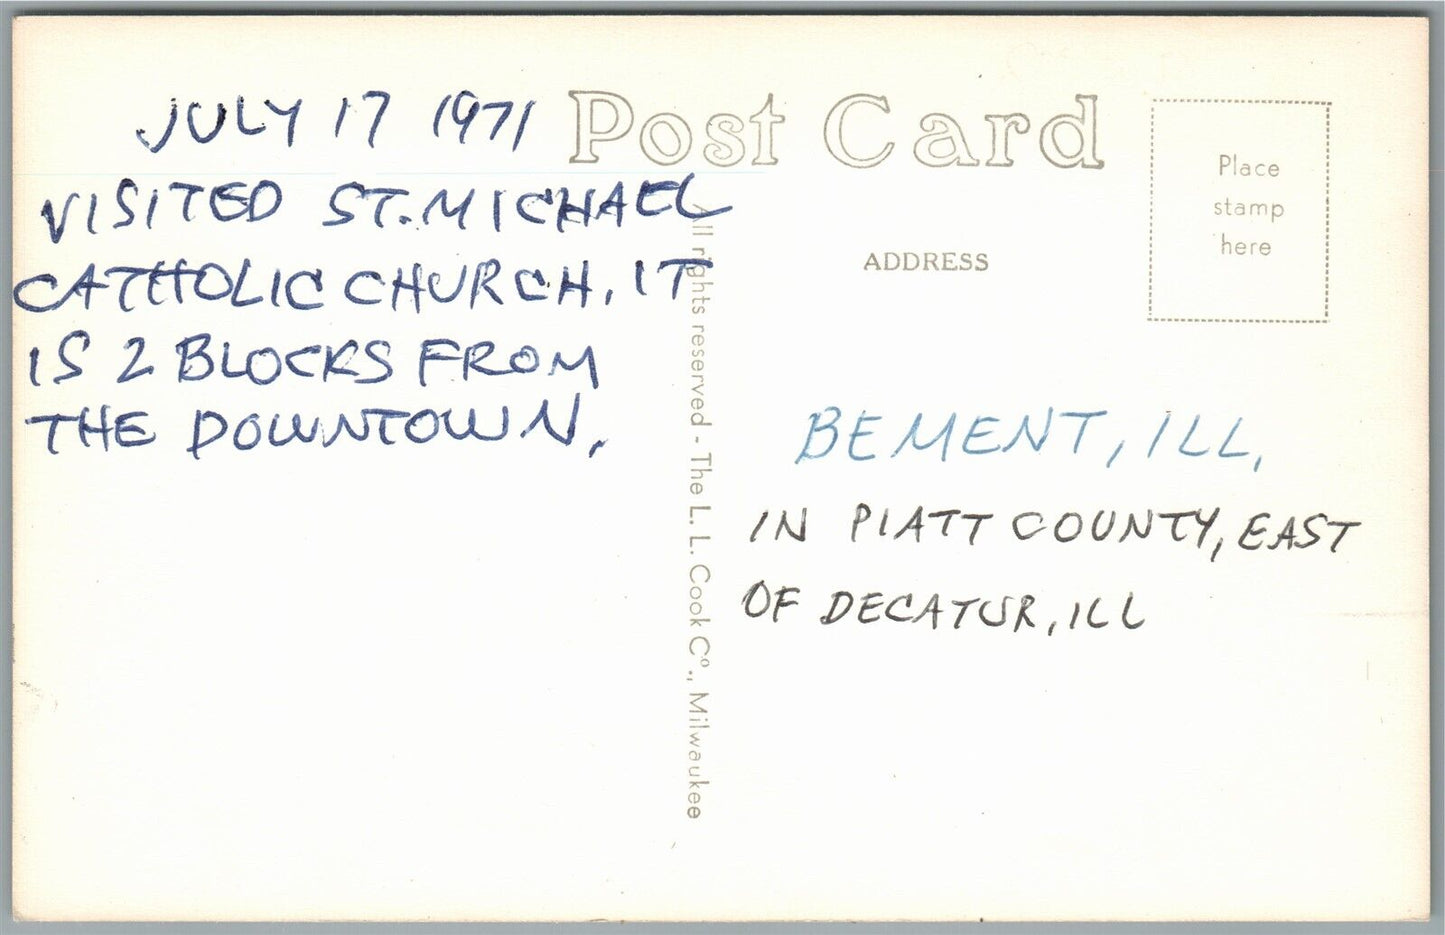 JULY 17 1971
VISITED ST. MICHAEL
CATHOLIC CHURCH. IT
IS 2 BLOCKS FROM
THE DOWNTOWN.
All rights reserved - The L. L. Cook Co., Milwaukee
Post Card
Place
stamp
here
ADDRESS
BEMENT, ILL.
IN PIATT COUNTY, EAST
OF DECATUR, ILL